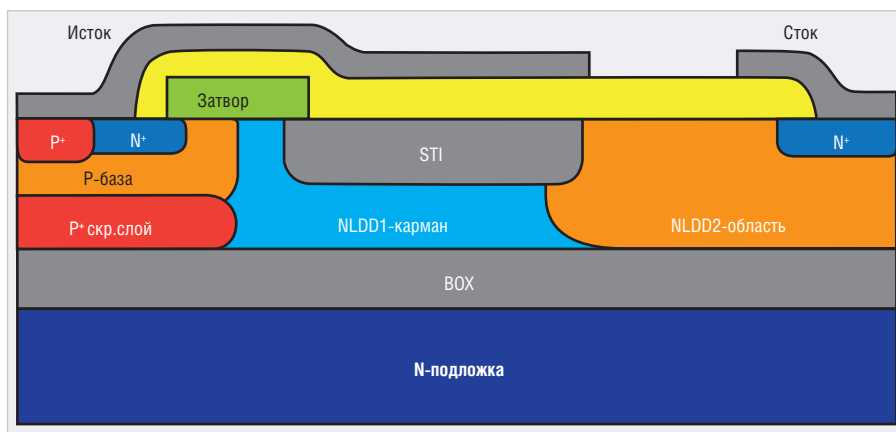 Исток
Сток
Затвор
P+
N+
STI
N+
Р-база
P+ скр.слой
NLDD1-карман
NLDD2-область
BOX
N-подложка